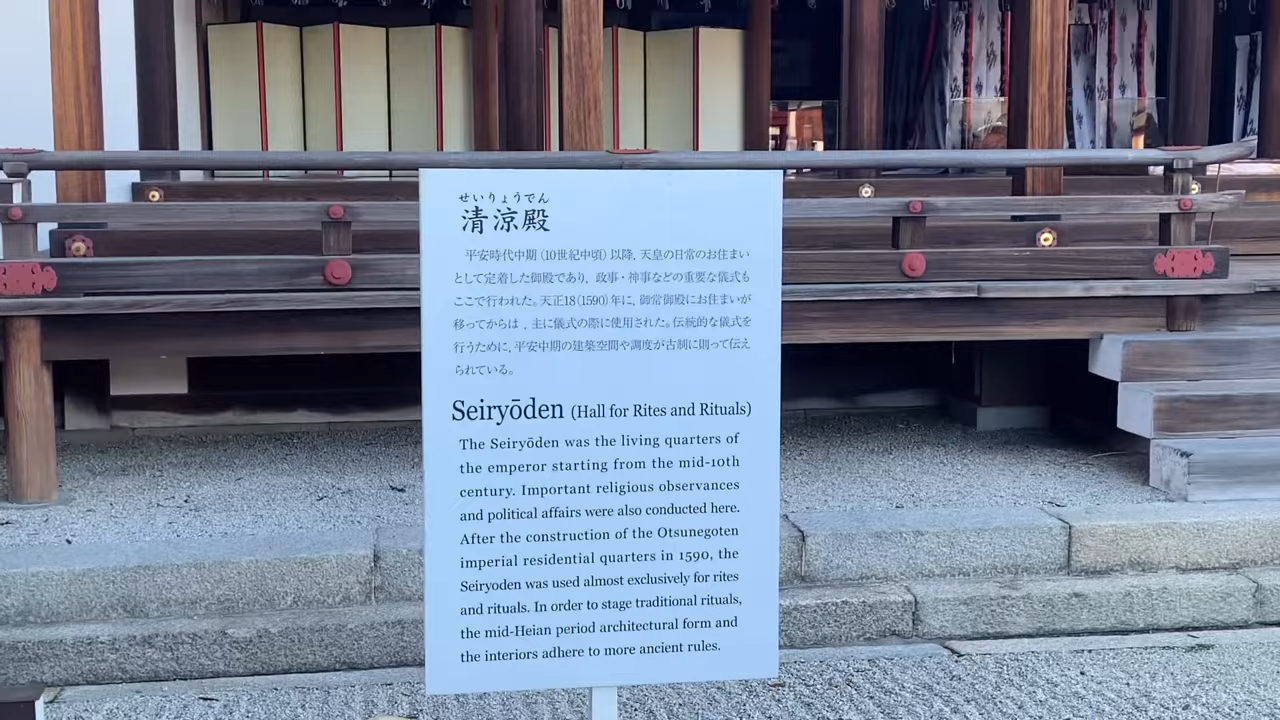 せいりょうでん
清涼殿
平安時代中期（10世紀中頃）以降、天皇の日常のお住まい
として定着した御殿であり、政事・神事などの重要な儀式も
ここで行われた。天正18（1590）年に、御常御殿にお住まいが
移ってからは、主に儀式の際に使用された。伝統的な儀式を
行うために、平安中期の建築空間や調度が古制に則って伝え
られている。
Seiryōden (Hall for Rites and Rituals)
The Seiryōden was the living quarters of
the emperor starting from the mid-10th
century. Important religious observances
and political affairs were also conducted here.
After the construction of the Otsunegoten
imperial residential quarters in 1590, the
Seiryoden was used almost exclusively for rites
and rituals. In order to stage traditional rituals,
the mid-Heian period architectural form and
the interiors adhere to more ancient rules.